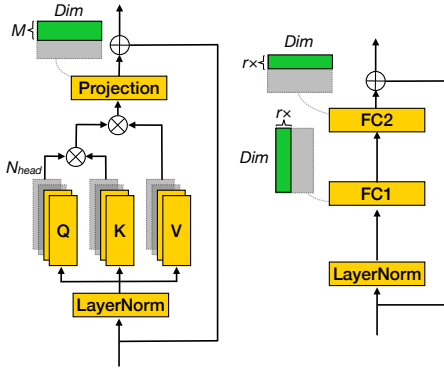 Dim
M
Projection
N_head
Q
K
V
LayerNorm
Dim
r×
FC2
r×
Dim
FC1
LayerNorm